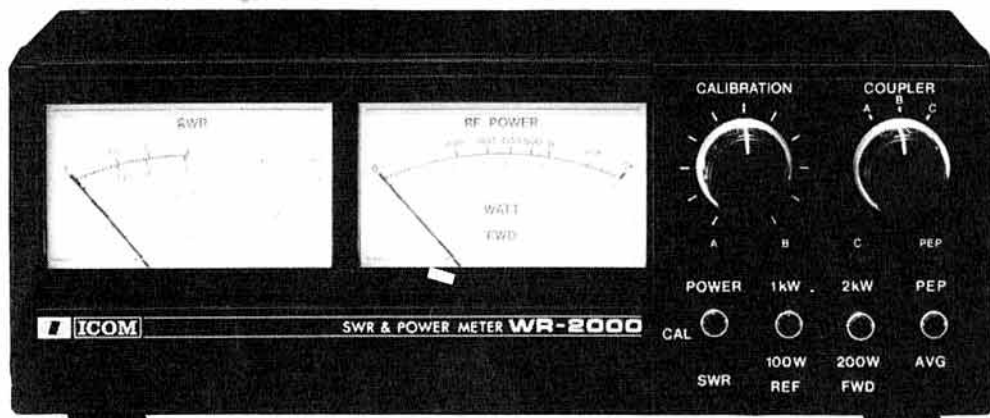 CALIBRATION
COUPLER
A B C
SWR
RF POWER
WATT
FWD
A B C PEP
POWER 1kW 2kW PEP
ICOM
SWR & POWER METER WR-2000
CAL
100W 200W AVG
SWR REF FWD